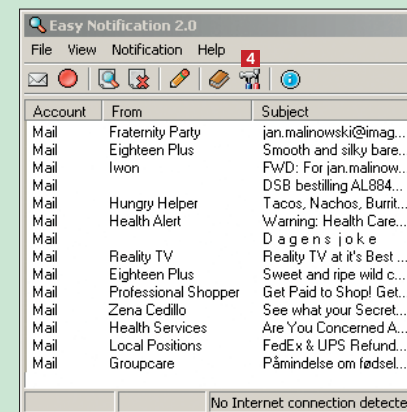 Easy Notification 2.0
File View Notification Help
4
Account From Subject
Mail Fraternity Party jan.malinowski@imag...
Mail Eighteen Plus Smooth and silky bare...
Mail Iwon FWD: For jan.malinow...
Mail DSB bestilling AL884...
Mail Hungry Helper Tacos, Nachos, Burrit...
Mail Health Alert Warning: Health Care...
Mail D a g e n s j o k e
Mail Reality TV Reality TV at it's Best ...
Mail Eighteen Plus Sweet and ripe wild c...
Mail Professional Shopper Get Paid to Shop! Get...
Mail Zena Cedillo See what your Secret...
Mail Health Services Are You Concerned A...
Mail Local Positions FedEx & UPS Refund...
Mail Groupcare Påmindelse om fødsel...
No Internet connection detecte